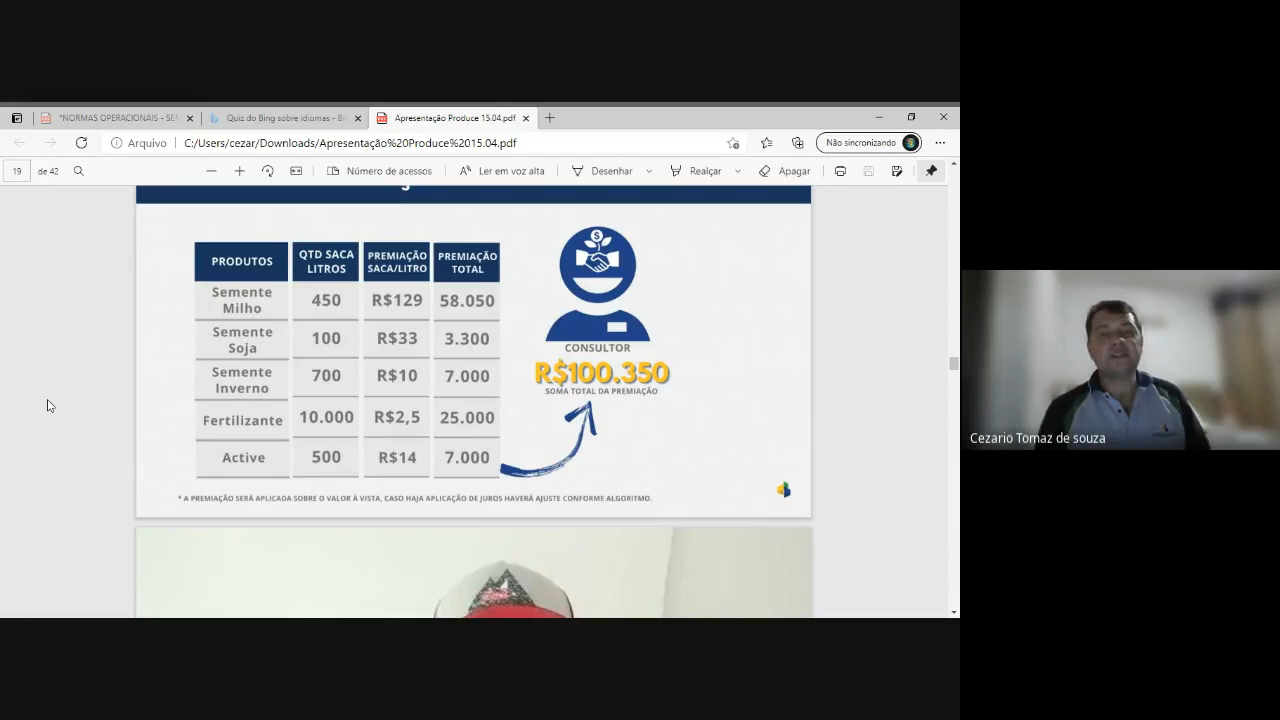 *NORMAS OPERACIONAIS - SE
Quiz do Bing sobre idiomas - Bi
Apresentação Produce 15.04.pdf
Arquivo
C:/Users/cezar/Downloads/Apresentação%20Produce%2015.04.pdf
Não sincronizando
19
de 42
Número de acessos
Ler em voz alta
Desenhar
Realçar
Apagar
PRODUTOS
QTD SACA
LITROS
PREMIAÇÃO
SACA/LITRO
PREMIAÇÃO
TOTAL
Semente
Milho
450
R$129
58.050
Semente
Soja
100
R$33
3.300
Semente
Inverno
700
R$10
7.000
Fertilizante
10.000
R$2,5
25.000
Active
500
R$14
7.000
CONSULTOR
R$100.350
SOMA TOTAL DA PREMIAÇÃO
* A PREMIAÇÃO SERÁ APLICADA SOBRE O VALOR À VISTA, CASO HAJA APLICAÇÃO DE JUROS HAVERÁ AJUSTE CONFORME ALGORITMO.
Cezario Tomaz de souza